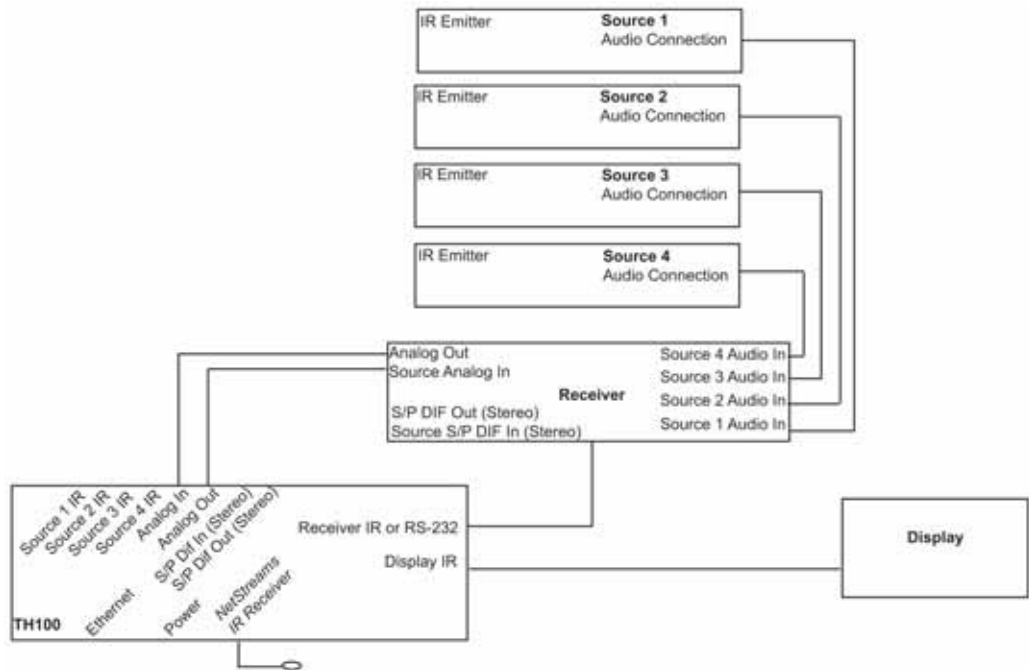 IR Emitter
Source 1
Audio Connection
IR Emitter
Source 2
Audio Connection
IR Emitter
Source 3
Audio Connection
IR Emitter
Source 4
Audio Connection
Analog Out
Source Analog In
S/P DIF Out (Stereo)
Source S/P DIF In (Stereo)
Receiver
Source 4 Audio In
Source 3 Audio In
Source 2 Audio In
Source 1 Audio In
Source 1 IR
Source 2 IR
Source 3 IR
Source 4 IR
Analog In
Analog Out
S/P Dif In (Stereo)
S/P Dif Out (Stereo)
Receiver IR or RS-232
Display IR
TH100
Ethernet
Power
NetStreams
IR Receiver
Display